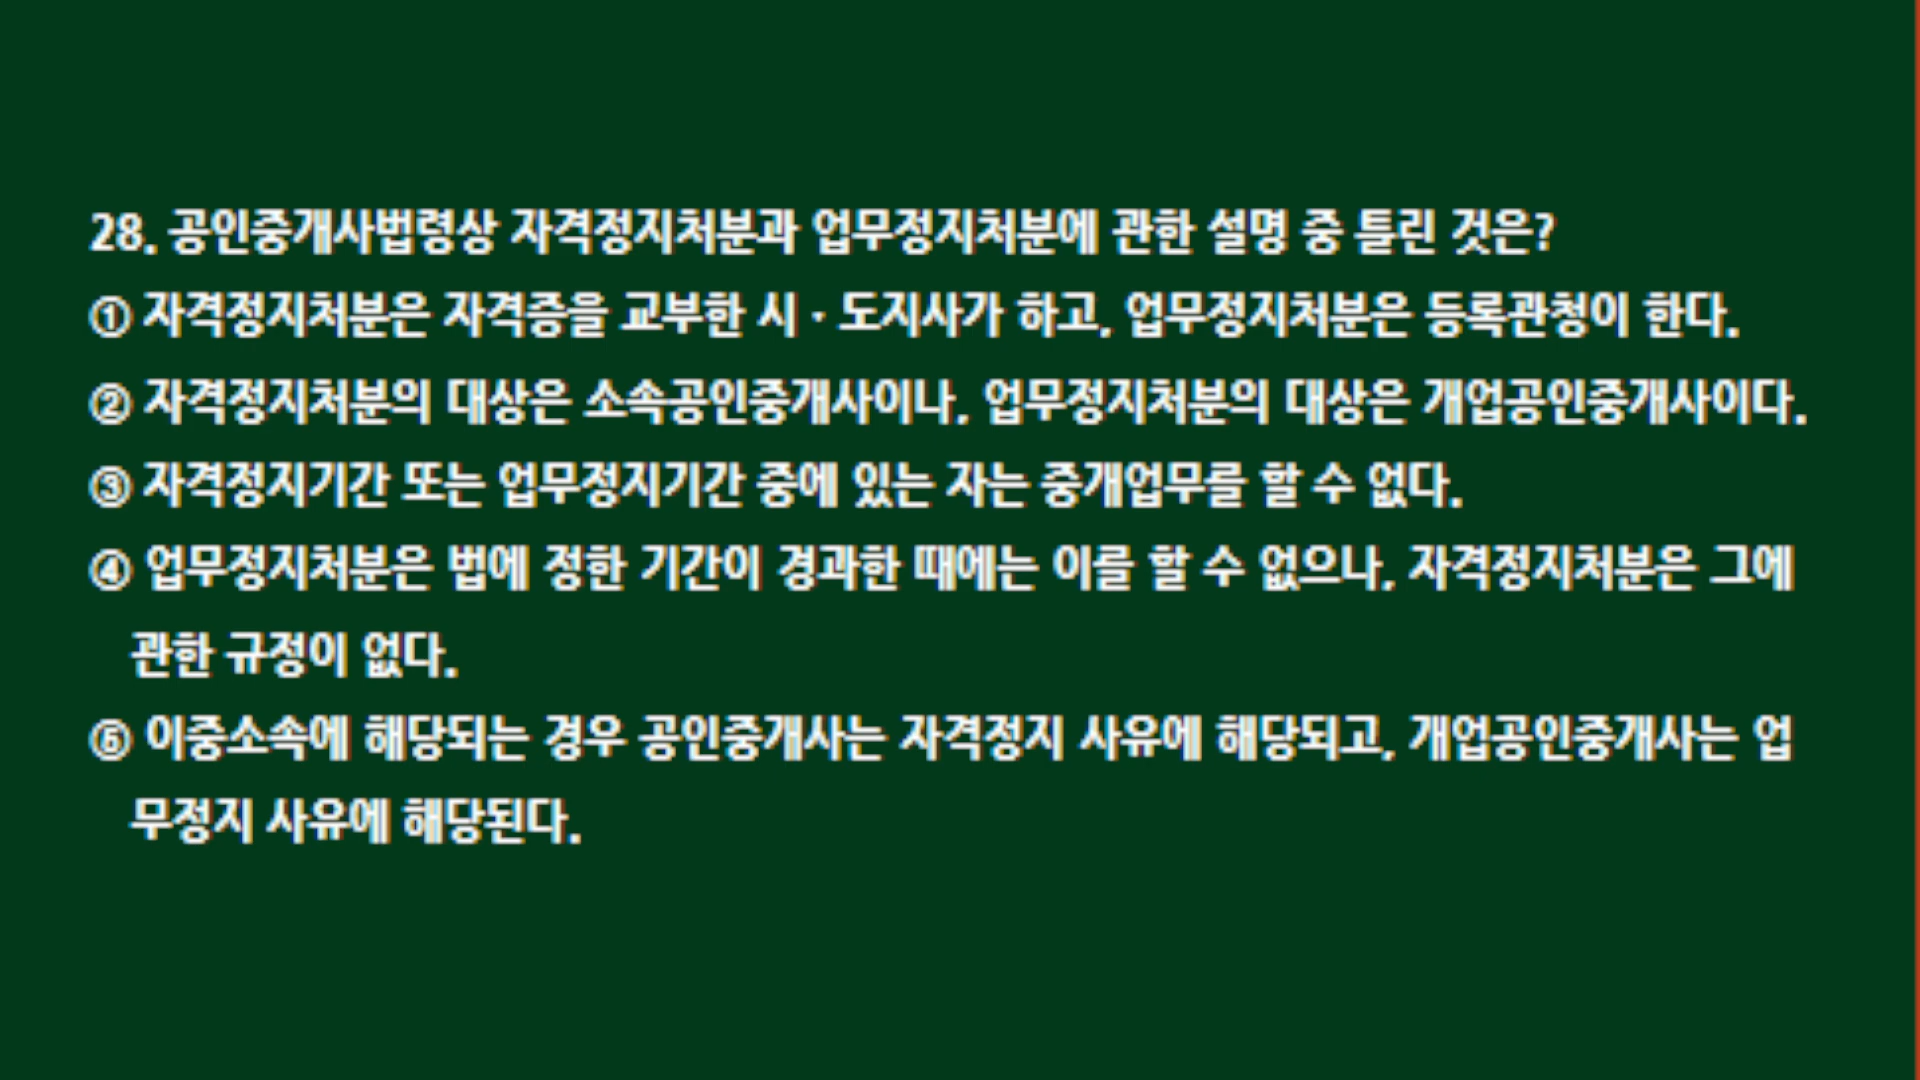 28. 공인중개사법령상 자격정지처분과 업무정지처분에 관한 설명 중 틀린 것은?
① 자격정지처분은 자격증을 교부한 시·도지사가 하고, 업무정지처분은 등록관청이 한다.
② 자격정지처분의 대상은 소속공인중개사이나, 업무정지처분의 대상은 개업공인중개사이다.
③ 자격정지기간 또는 업무정지기간 중에 있는 자는 중개업무를 할 수 없다.
④ 업무정지처분은 법에 정한 기간이 경과한 때에는 이를 할 수 없으나, 자격정지처분은 그에
관한 규정이 없다.
⑤ 이중소속에 해당되는 경우 공인중개사는 자격정지 사유에 해당되고, 개업공인중개사는 업
무정지 사유에 해당된다.